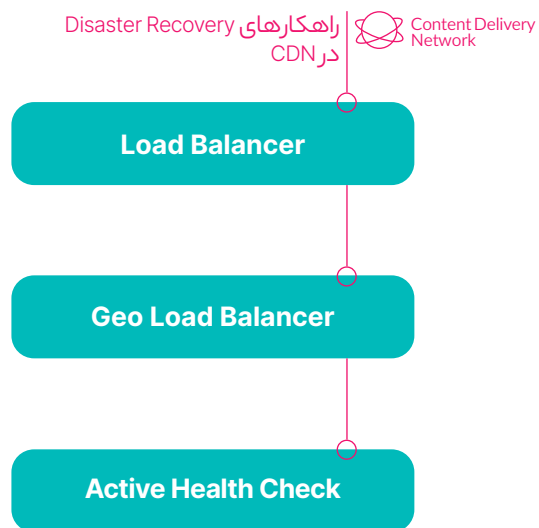 راهکارهای Disaster Recovery
در CDN
Content Delivery
Network
Load Balancer
Geo Load Balancer
Active Health Check